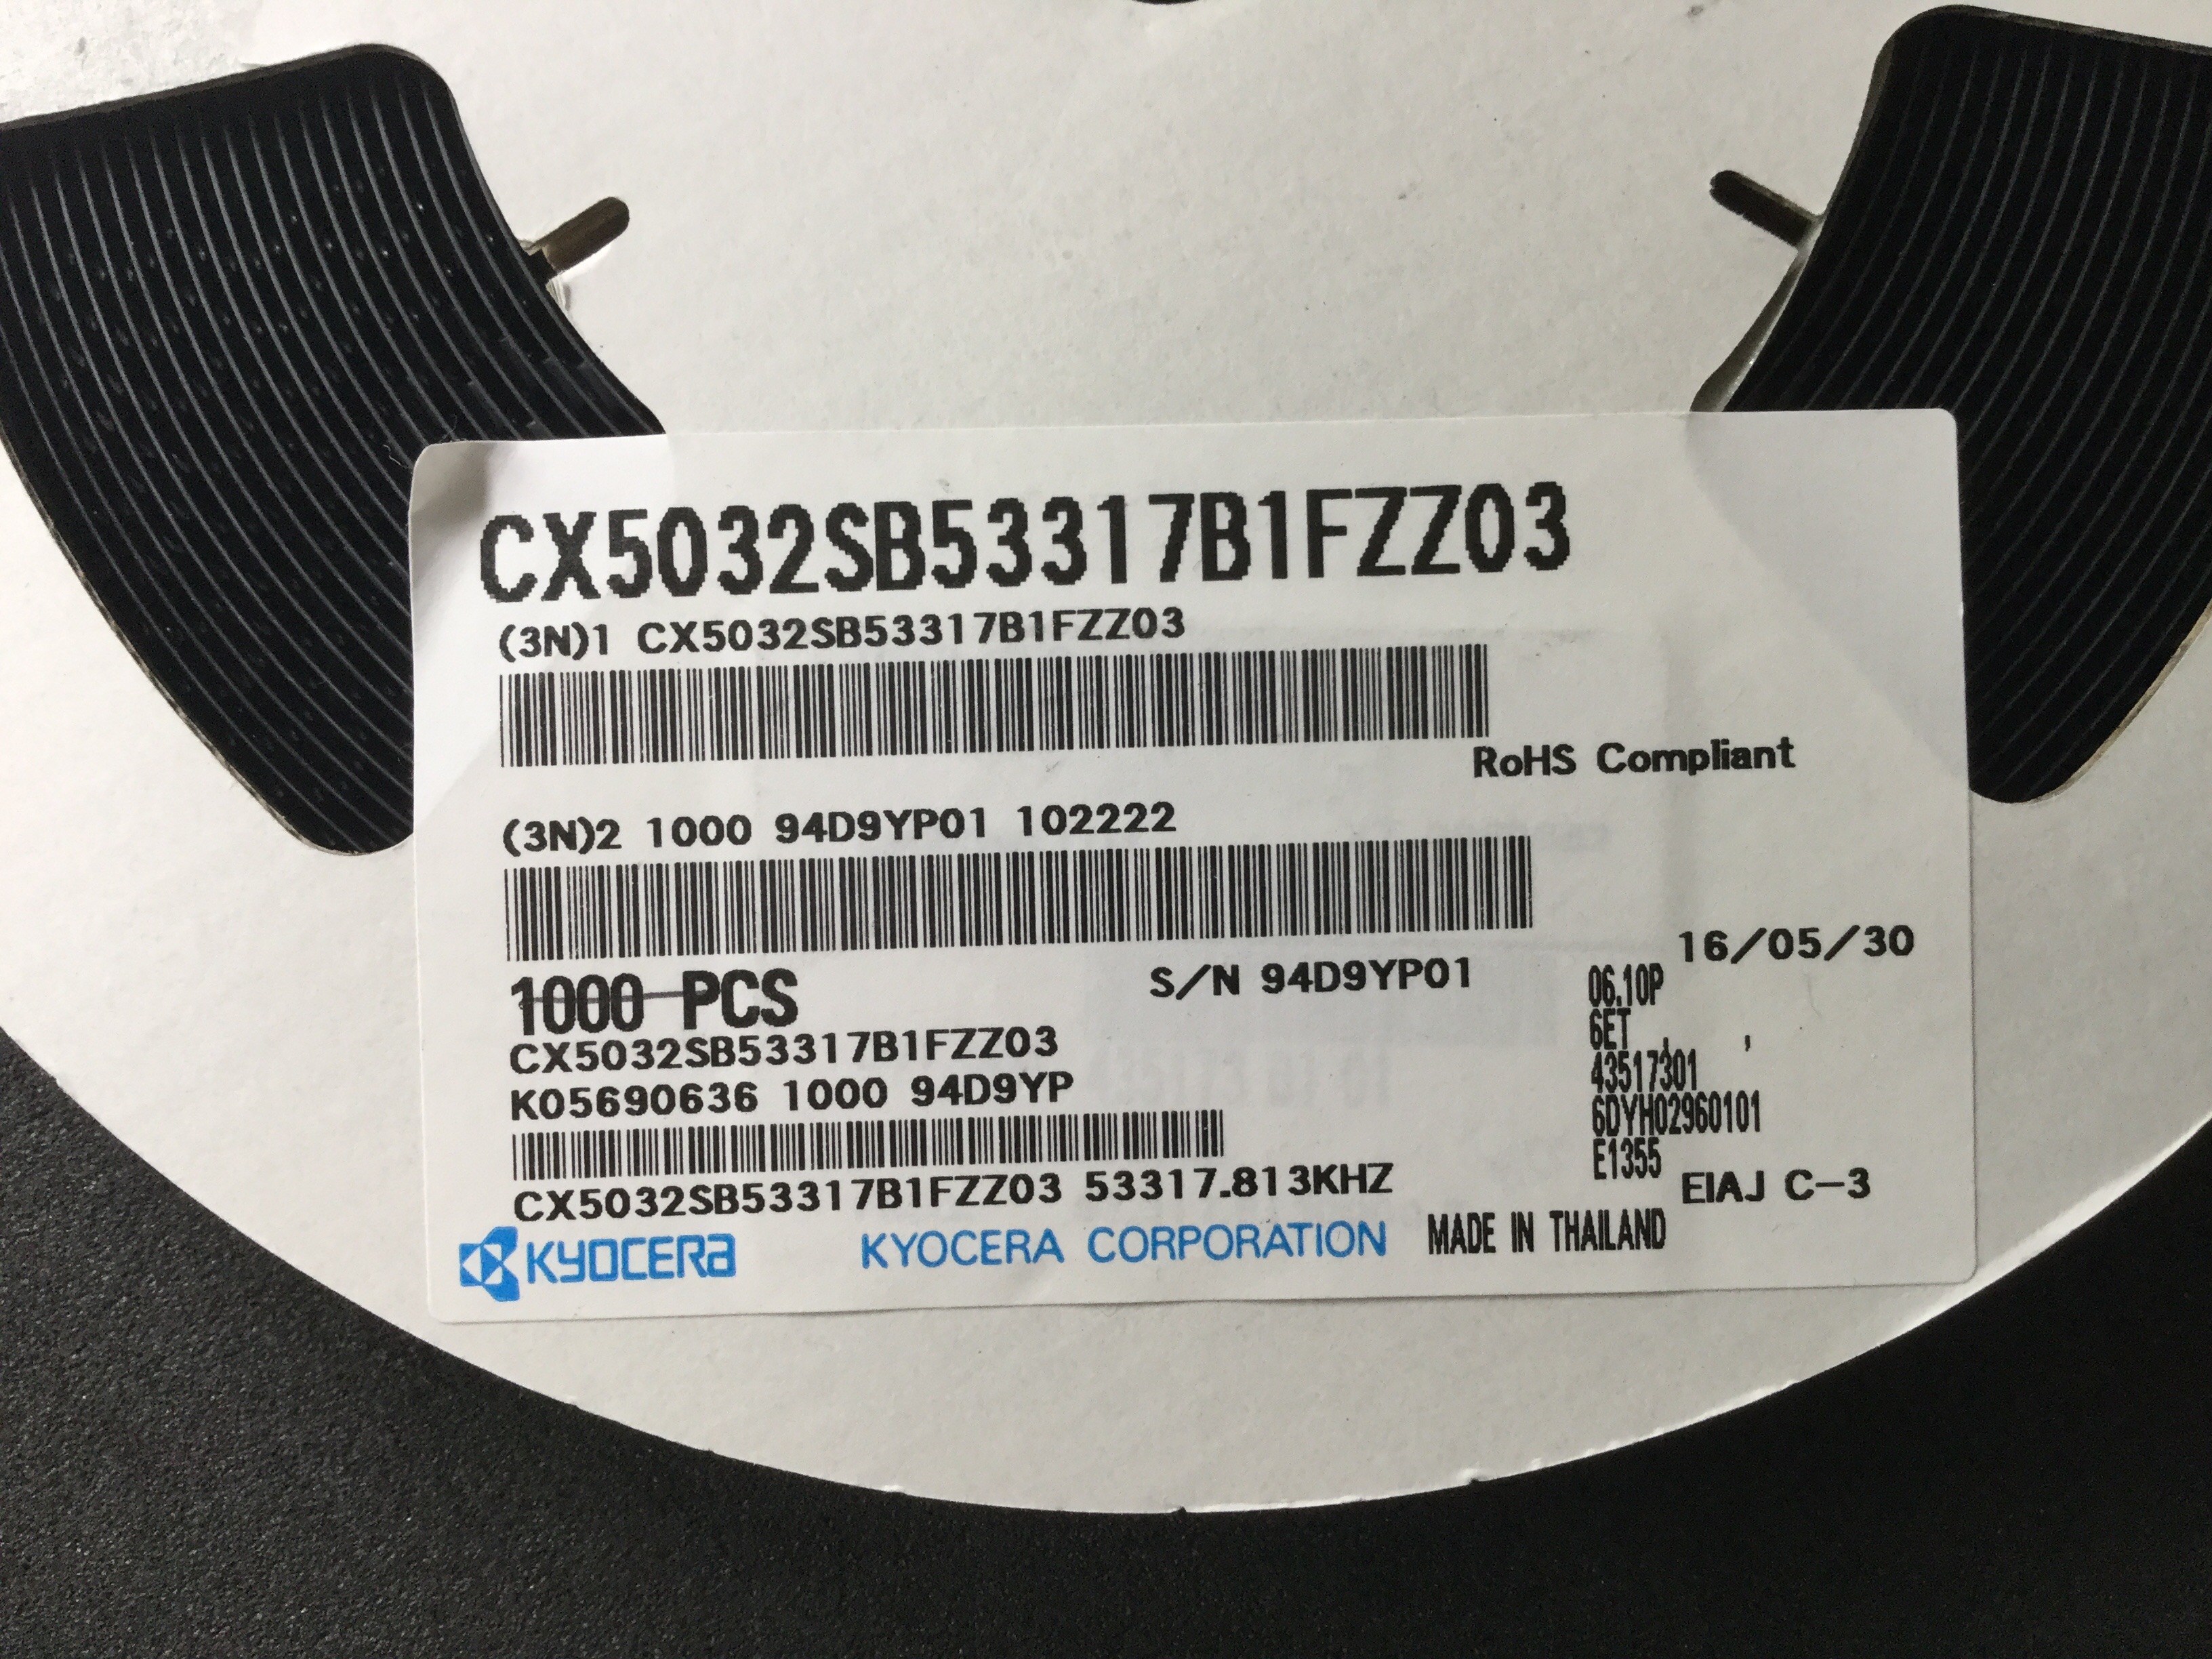 CX5032SB53317B1FZZ03
(3N)1 CX5032SB53317B1FZZ03
RoHS Compliant
(3N)2 1000 94D9YP01 102222
16/05/30
1000 PCS
S/N 94D9YP01
06.10P
6ET , ,
CX5032SB53317B1FZZ03
43517301
K05690636 1000 94D9YP
6DYH02960101
E1355
CX5032SB53317B1FZZ03 53317.813KHZ
EIAJ C-3
KYOCERA
KYOCERA CORPORATION
MADE IN THAILAND